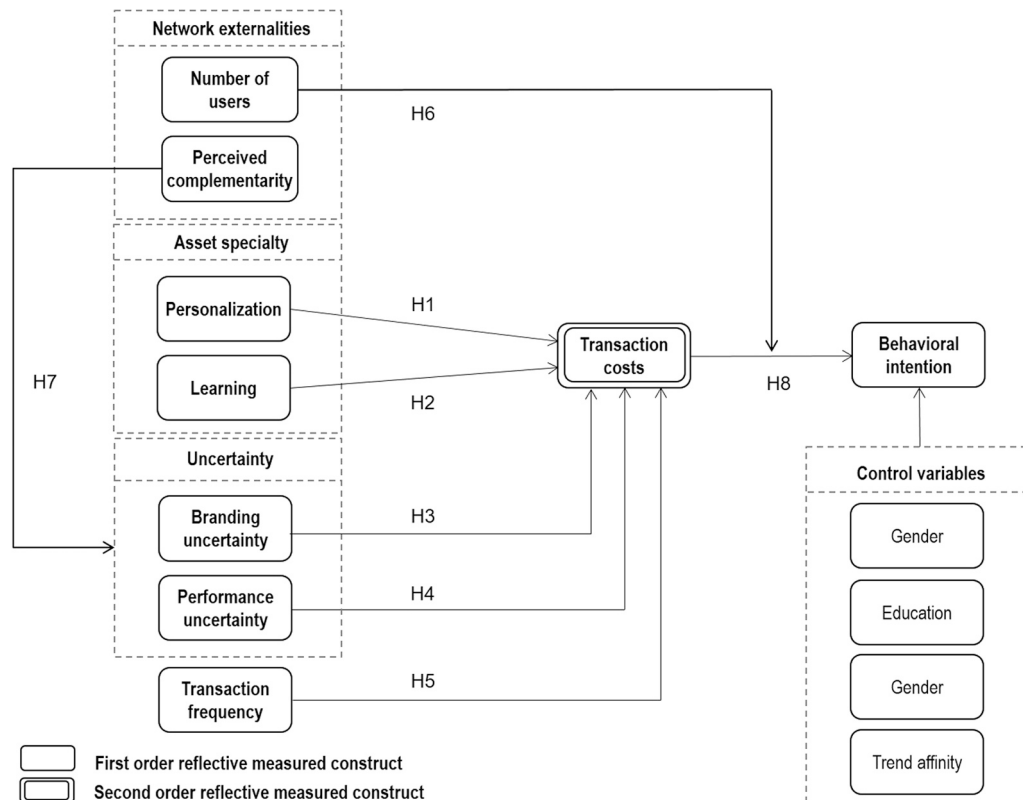 Network externalities
Number of
users
H6
Perceived
complementarity
Asset specialty
Personalization
H1
Learning
H2
H7
Transaction
costs
H8
Behavioral
intention
Uncertainty
Branding
uncertainty
H3
Performance
uncertainty
H4
Transaction
frequency
H5
Control variables
Gender
Education
Gender
Trend affinity
First order reflective measured construct
Second order reflective measured construct